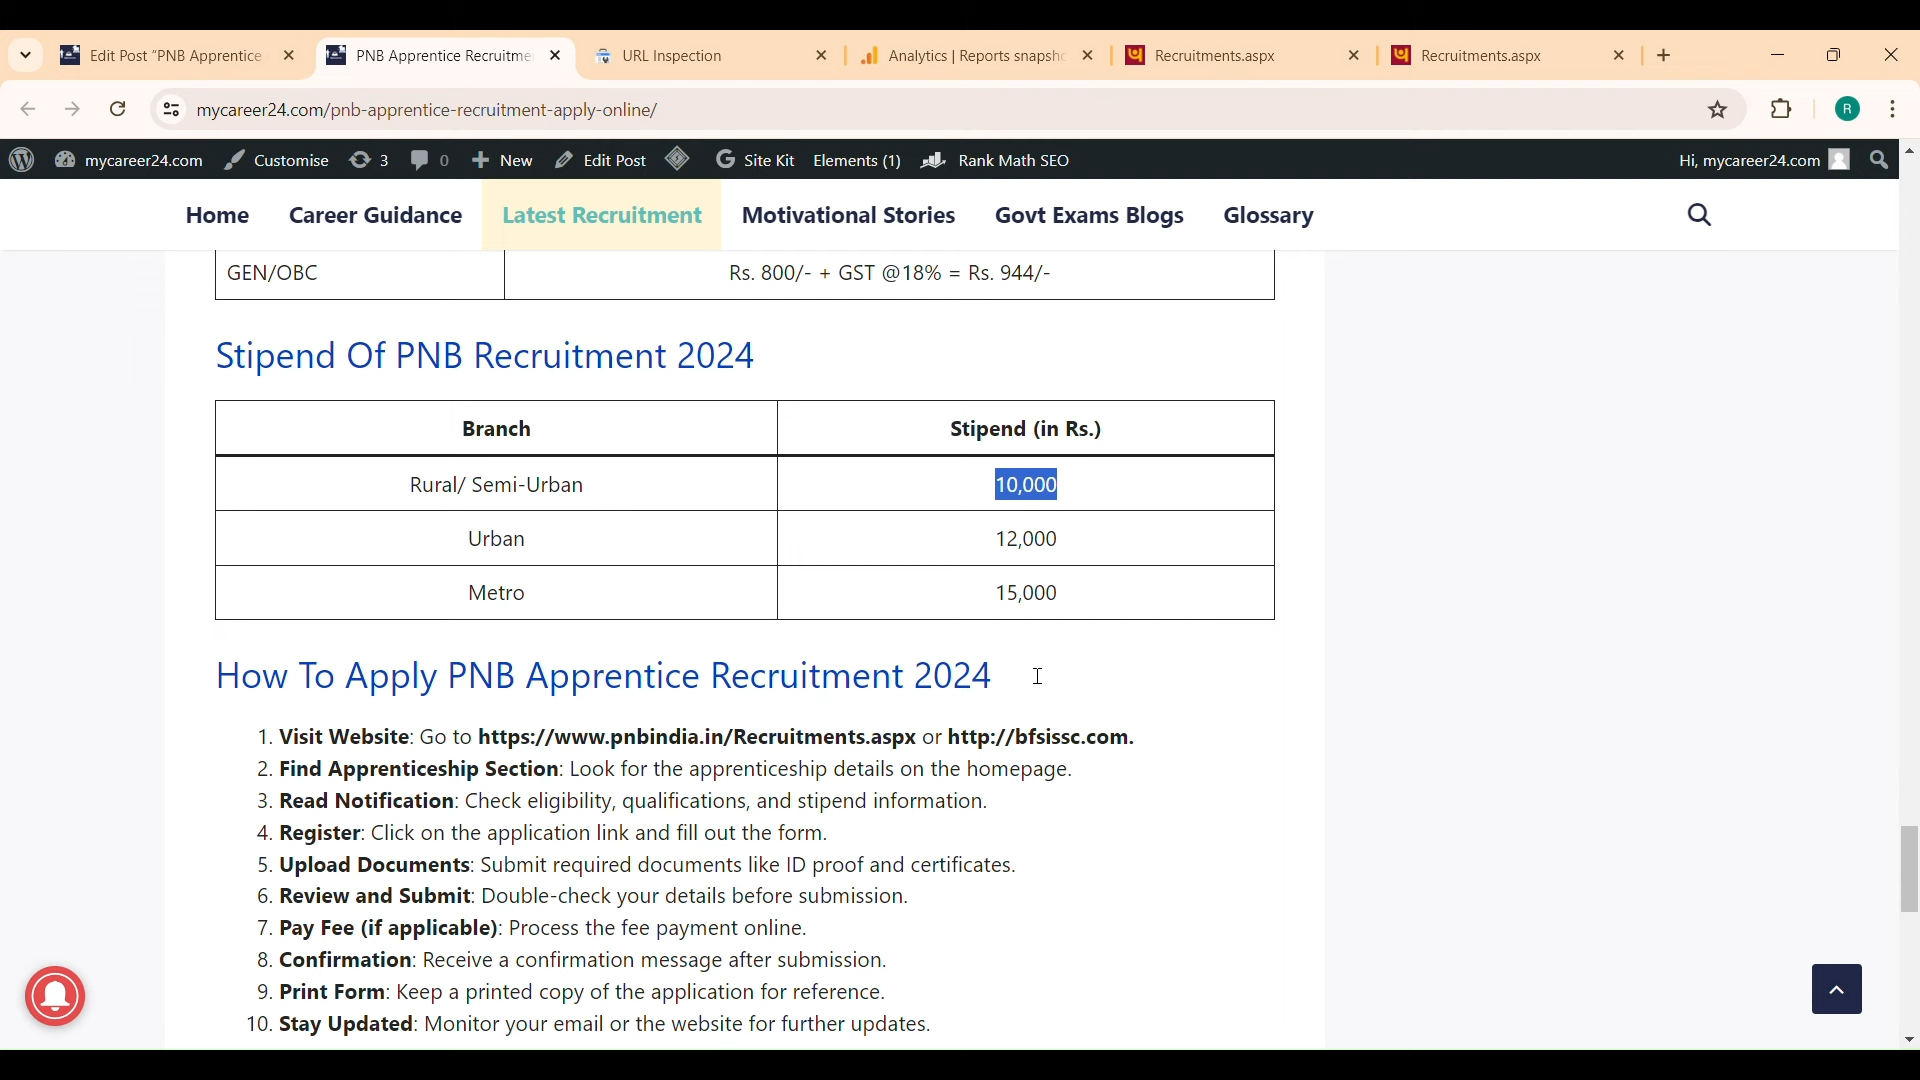 Edit Post "PNB Apprentice
PNB Apprentice Recruitme
URL Inspection
Analytics | Reports snapsho
Recruitments.aspx
Recruitments.aspx
mycareer24.com/pnb-apprentice-recruitment-apply-online/
R
mycareer24.com
Customise
3
0
New
Edit Post
Site Kit
Elements (1)
Rank Math SEO
Hi, mycareer24.com
Home
Career Guidance
Latest Recruitment
Motivational Stories
Govt Exams Blogs
Glossary
GEN/OBC
Rs. 800/- + GST @18% = Rs. 944/-
Stipend Of PNB Recruitment 2024
Branch
Stipend (in Rs.)
Rural/ Semi-Urban
10,000
Urban
12,000
Metro
15,000
How To Apply PNB Apprentice Recruitment 2024
1. Visit Website: Go to https://www.pnbindia.in/Recruitments.aspx or http://bfsissc.com.
2. Find Apprenticeship Section: Look for the apprenticeship details on the homepage.
3. Read Notification: Check eligibility, qualifications, and stipend information.
4. Register: Click on the application link and fill out the form.
5. Upload Documents: Submit required documents like ID proof and certificates.
6. Review and Submit: Double-check your details before submission.
7. Pay Fee (if applicable): Process the fee payment online.
8. Confirmation: Receive a confirmation message after submission.
9. Print Form: Keep a printed copy of the application for reference.
10. Stay Updated: Monitor your email or the website for further updates.